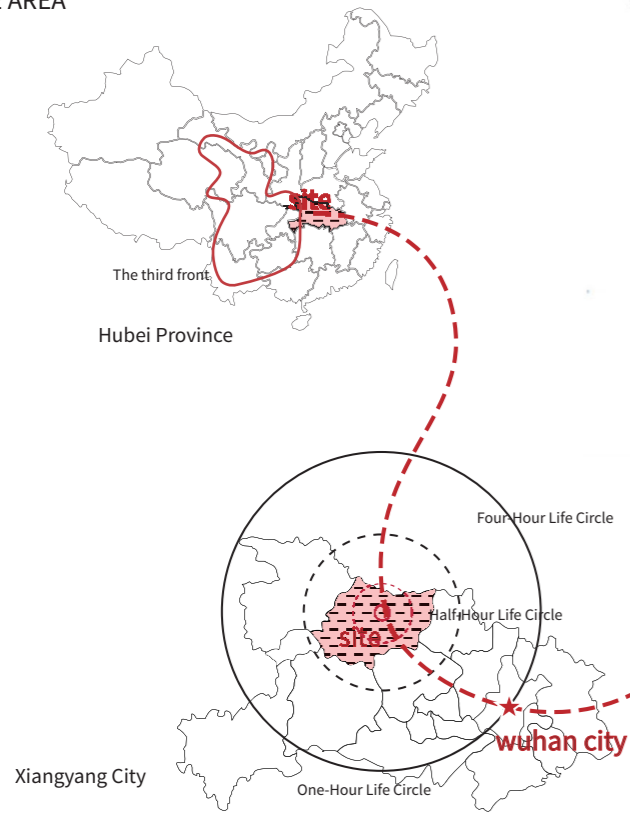 AREA
site
The third front
Hubei Province
Four-Hour Life Circle
Half-Hour Life Circle
site
wuhan city
Xiangyang City
One-Hour Life Circle